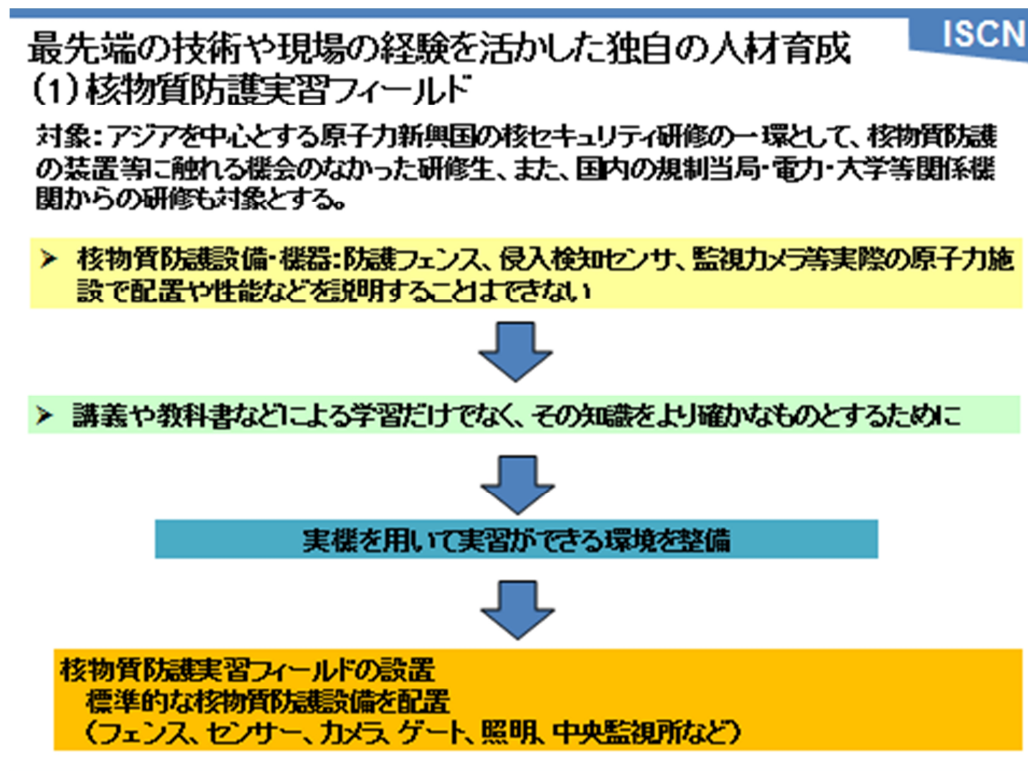 ISCN
最先端の技術や現場の経験を活かした独自の人材育成
(1)核物質防護実習フィールド
対象：アジアを中心とする原子力新興国の核セキュリティ研修の一環として、核物質防護
の装置等に触れる機会のなかった研修生、また、国内の規制当局・電力・大学等関係機
関からの研修も対象とする。
➤ 核物質防護設備・機器：防護フェンス、侵入検知センサ、監視カメラ等実際の原子力施
設で配置や性能などを説明することはできない
➤ 講義や教科書などによる学習だけでなく、その知識をより確かなものとするために
実機を用いて実習ができる環境を整備
核物質防護実習フィールドの設置
標準的な核物質防護設備を配置
(フェンス、センサー、カメラ、ゲート、照明、中央監視所など)